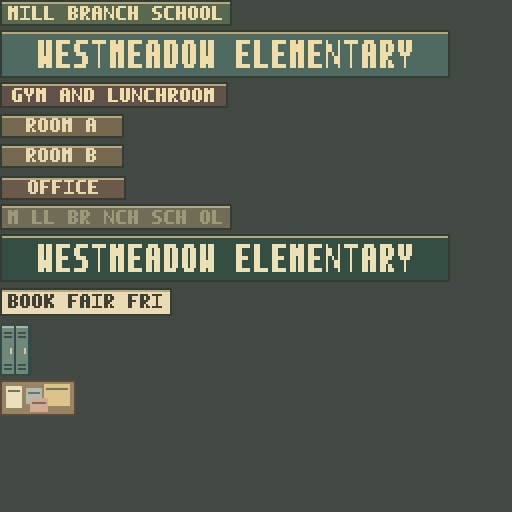 MILL BRANCH SCHOOL
WESTMEADOW ELEMENTARY
GYM AND LUNCHROOM
ROOM A
ROOM B
OFFICE
M LL BR NCH SCH OL
WESTMEADOW ELEMENTARY
BOOK FAIR FRI